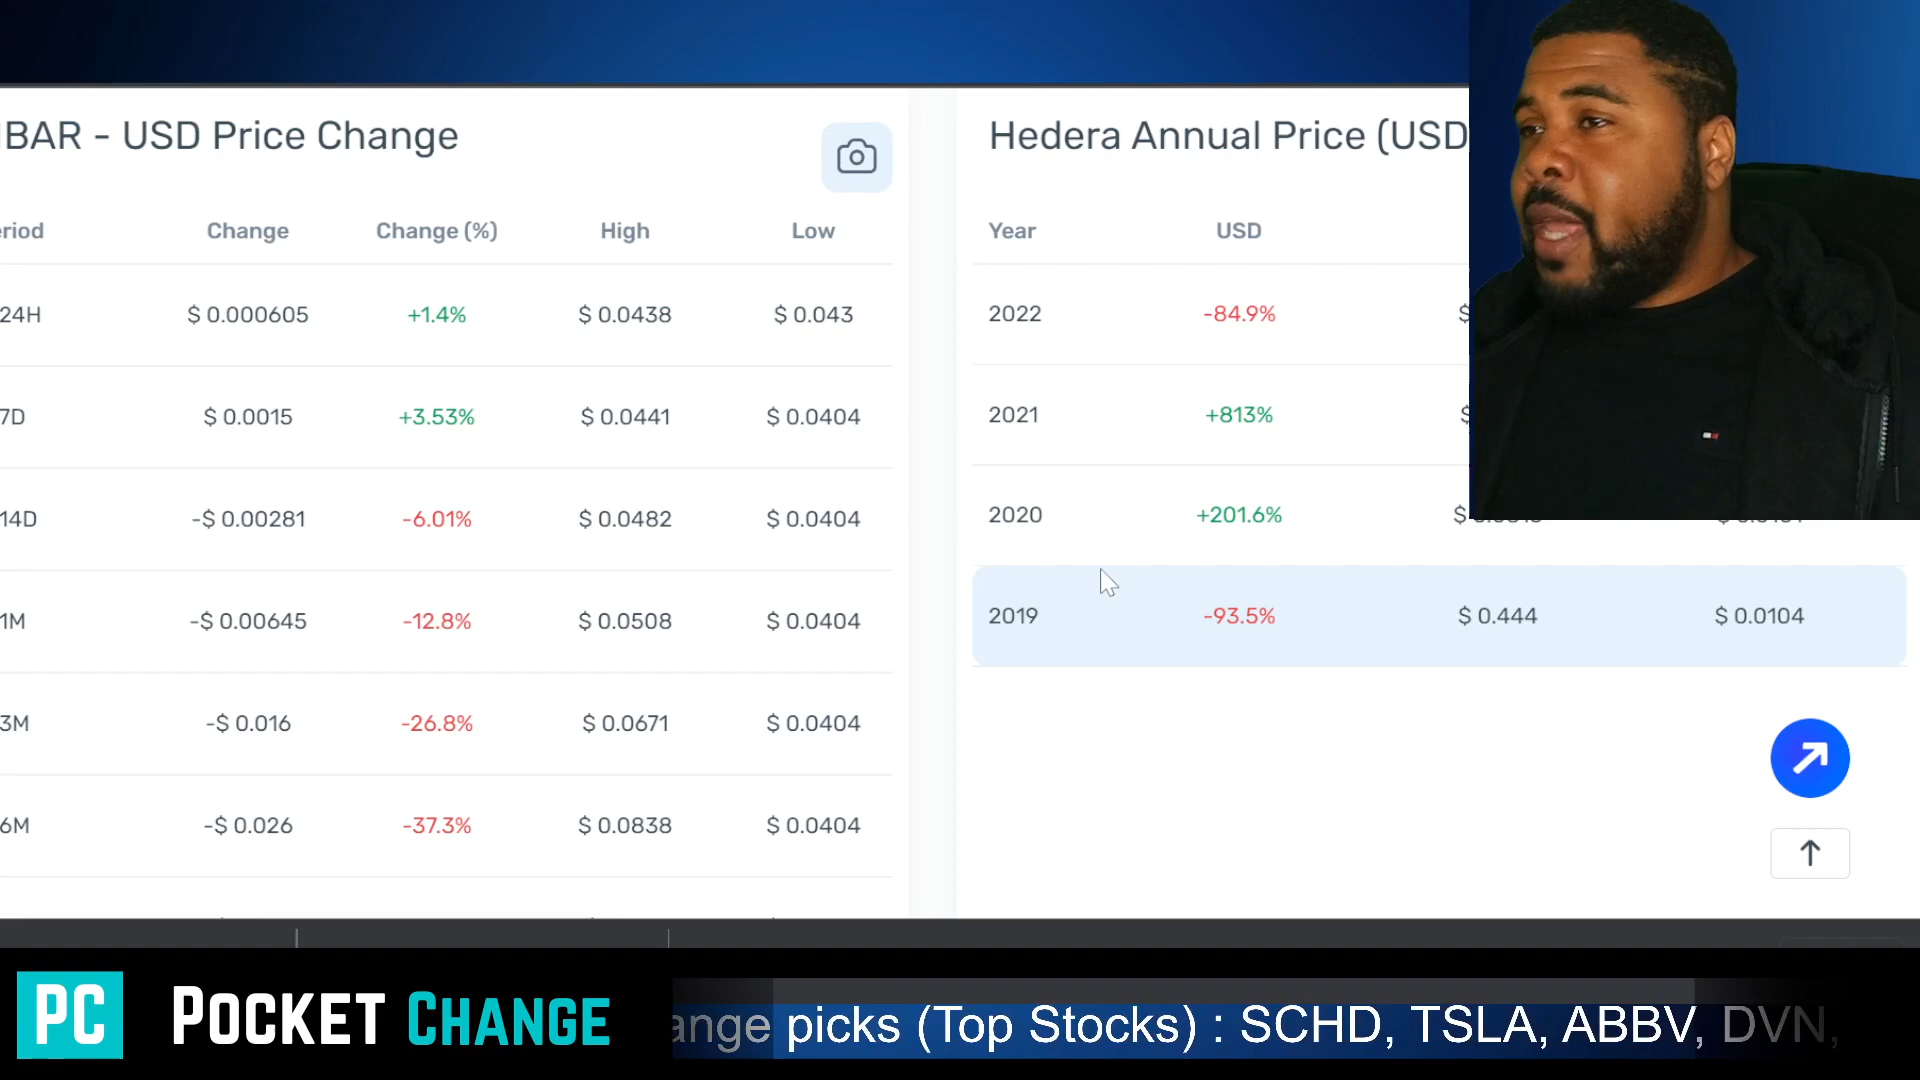 IBAR - USD Price Change
eriod Change Change (%) High Low
24H $ 0.000605 +1.4% $ 0.0438 $ 0.043
7D $ 0.0015 +3.53% $ 0.0441 $ 0.0404
14D -$ 0.00281 -6.01% $ 0.0482 $ 0.0404
1M -$ 0.00645 -12.8% $ 0.0508 $ 0.0404
3M -$ 0.016 -26.8% $ 0.0671 $ 0.0404
6M -$ 0.026 -37.3% $ 0.0838 $ 0.0404
Hedera Annual Price (USD
Year USD
2022 -84.9% $
2021 +813% $
2020 +201.6% $
2019 -93.5% $ 0.444 $ 0.0104
PC POCKET CHANGE
ange picks (Top Stocks) : SCHD, TSLA, ABBV, DVN,